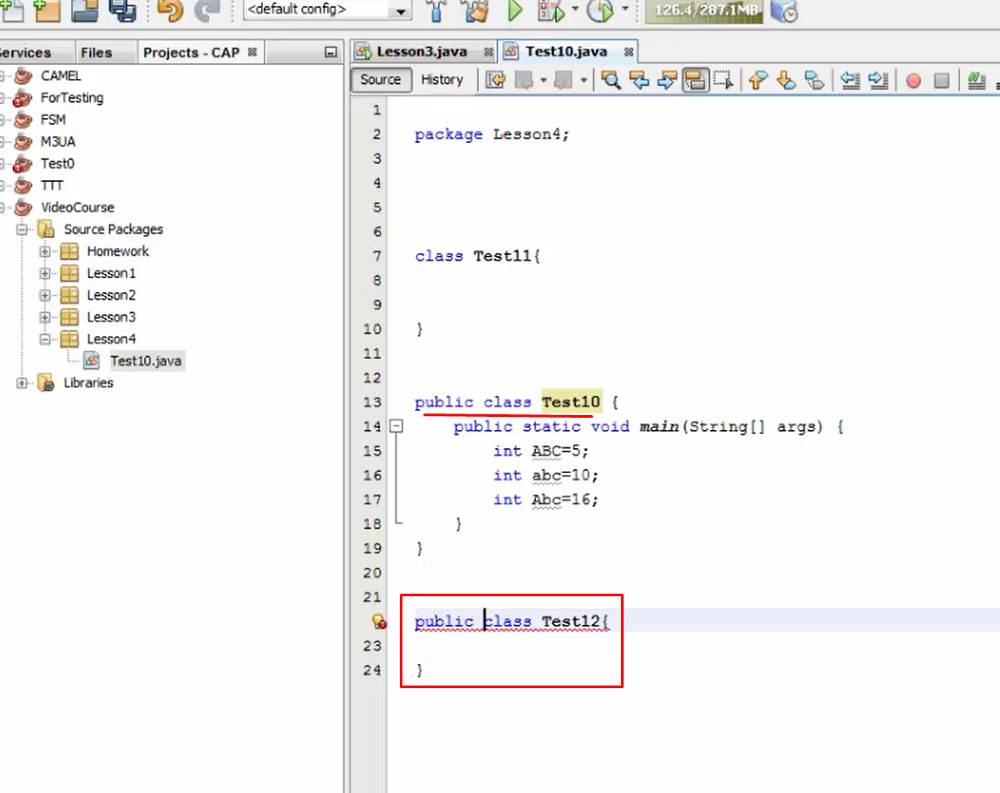 <default config>
126.4/287.1MB
Services Files Projects - CAP
Lesson3.java Test10.java
Source History
CAMEL
ForTesting
FSM
M3UA
Test0
TTT
VideoCourse
Source Packages
Homework
Lesson1
Lesson2
Lesson3
Lesson4
Test10.java
Libraries
1
2 package Lesson4;
3
4
5
6
7 class Test11{
8
9
10 }
11
12
13 public class Test10 {
14 public static void main(String[] args) {
15 int ABC=5;
16 int abc=10;
17 int Abc=16;
18 }
19 }
20
21
public class Test12{
23
24 }